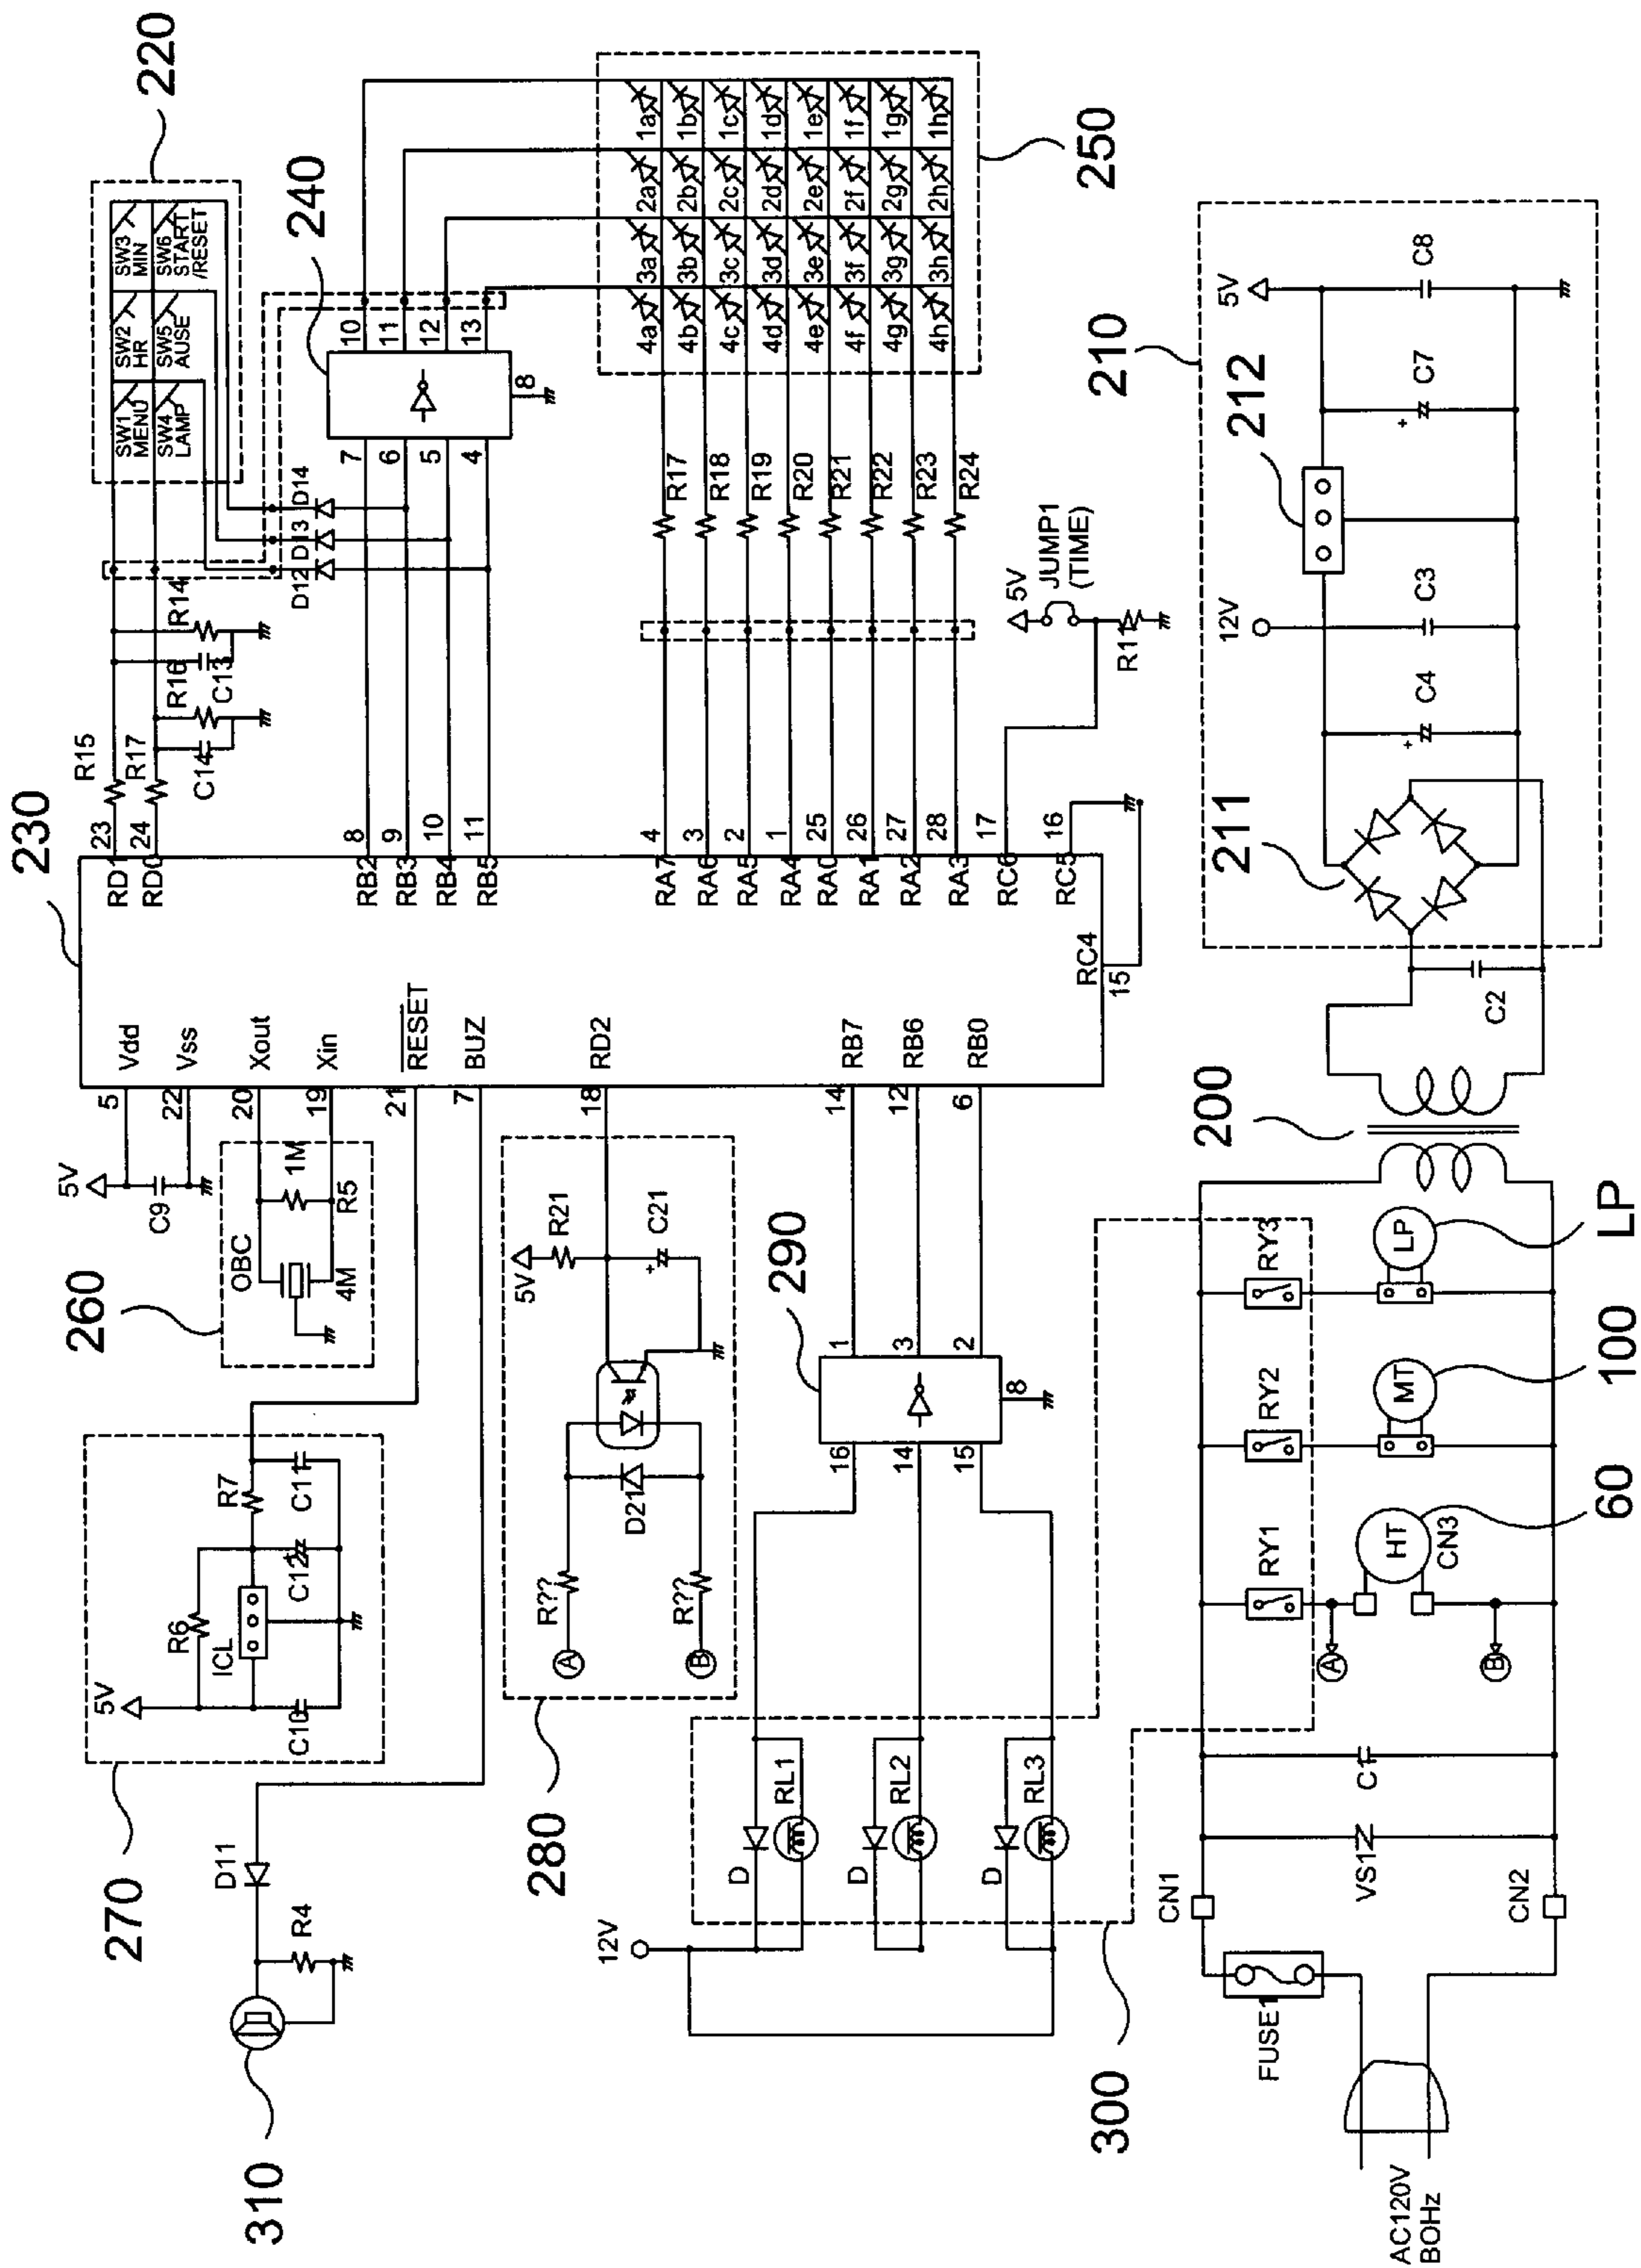 310
270
260
230
220
D11
R4
5V
R6
ICL
R7
C10
C12
C11
5V
C9
OBC
4M
1M
R5
5
22
20
19
21
7
18
14
12
6
Vdd
Vss
Xout
Xin
RESET
BUZ
RD2
RB7
RB6
RB0
RC4
15
RD1
RD0
RB2
RB3
RB4
RB5
RA7
RA6
RA5
RA4
RA0
RA1
RA2
RA3
RC6
RC5
23
24
8
9
10
11
4
3
2
1
25
26
27
28
17
16
R15
R17
C14
R16
C13
R14
D12
D13
D14
SW1
MENU
SW2
HR
SW3
MIN
SW4
LAMP
SW5
AUSE
SW6
START
/RESET
240
7
6
5
4
10
11
12
13
8
R17
R18
R19
R20
R21
R22
R23
R24
4a 3a 2a 1a
4b 3b 2b 1b
4c 3c 2c 1c
4d 3d 2d 1d
4e 3e 2e 1e
4f 3f 2f 1f
4g 3g 2g 1g
4h 3h 2h 1h
250
5V
JUMP1
(TIME)
R11
280
A
B
R??
R??
D21
5V
R21
C21
290
16
14
15
1
3
2
8
12V
D
RL1
D
RL2
D
RL3
300
AC120V
BOHz
FUSE1
CN1
CN2
VS1
C1
RY1
RY2
RY3
A
B
HT
CN3
MT
LP
60
100
LP
200
C2
211
210
212
C4
12V
C3
C7
5V
C8